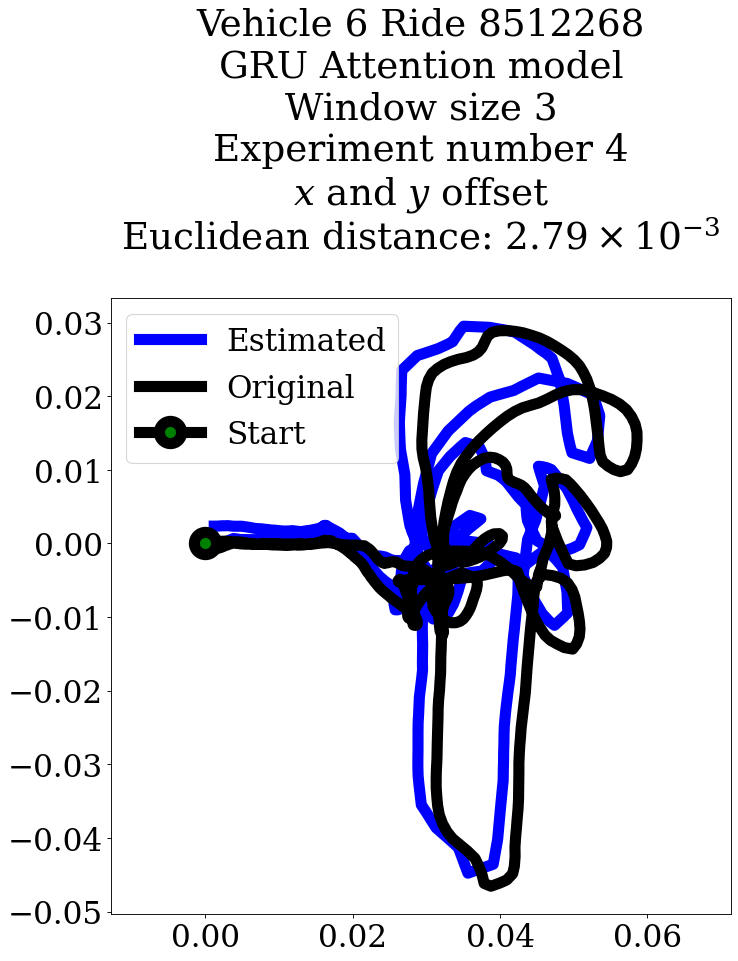 Vehicle 6 Ride 8512268
GRU Attention model
Window size 3
Experiment number 4
x and y offset
Euclidean distance: 2.79 × 10⁻³
Estimated
Original
Start
0.03
0.02
0.01
0.00
−0.01
−0.02
−0.03
−0.04
−0.05
0.00 0.02 0.04 0.06